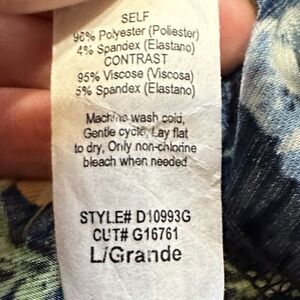 SELF
96% Polyester (Poliester)
4% Spandex (Elastano)
CONTRAST
95% Viscose (Viscosa)
5% Spandex (Elastano)
Machine wash cold,
Gentle cycle, Lay flat
to dry, Only non-chlorine
bleach when needed
STYLE# D10993G
CUT# G16761
L/Grande